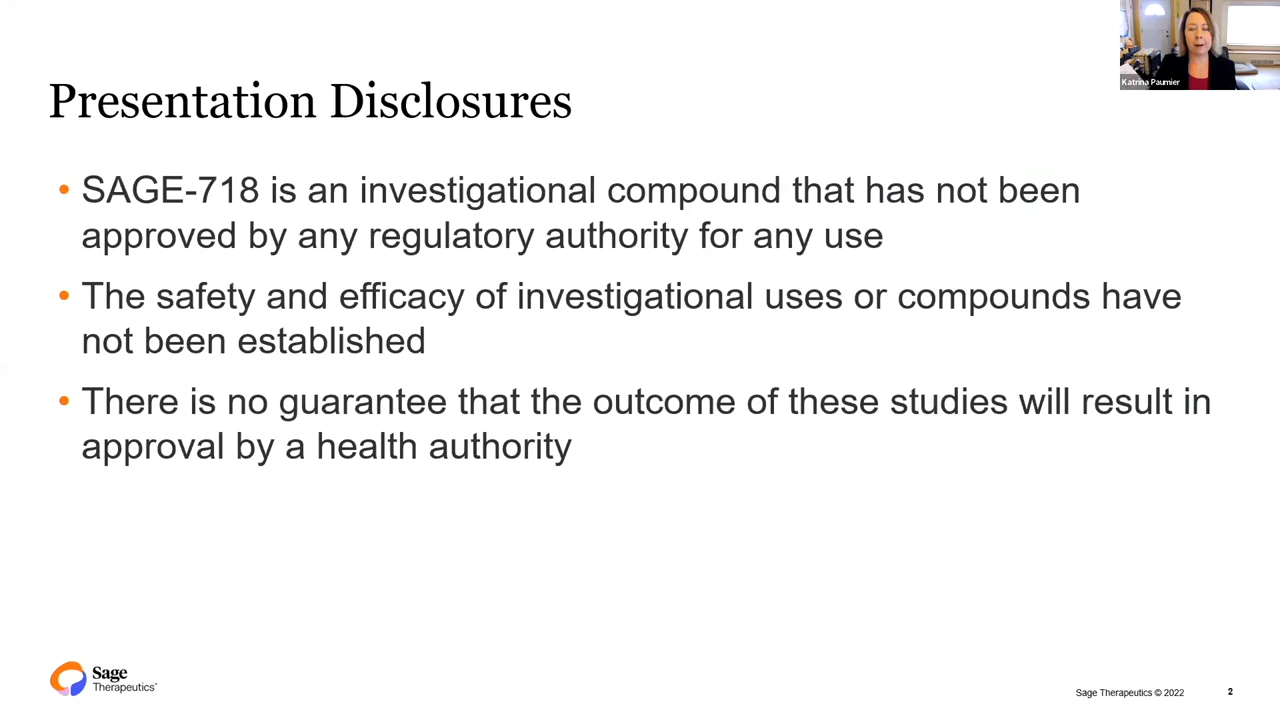 Katrina Paumier
Presentation Disclosures
• SAGE-718 is an investigational compound that has not been
approved by any regulatory authority for any use
• The safety and efficacy of investigational uses or compounds have
not been established
• There is no guarantee that the outcome of these studies will result in
approval by a health authority
Sage
Therapeutics™
Sage Therapeutics © 2022
2